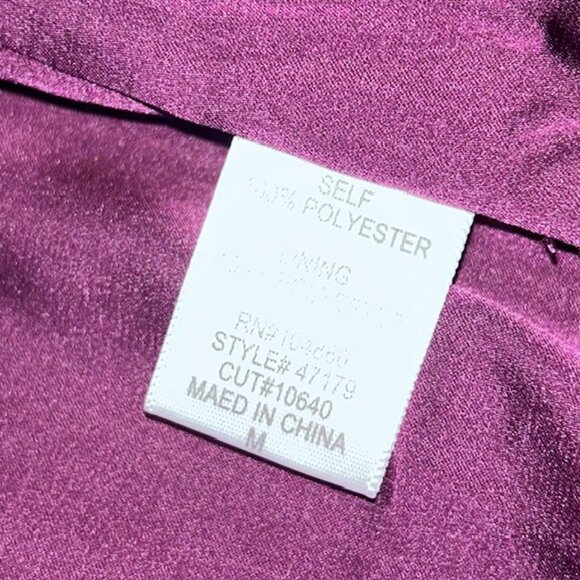 SELF
100% POLYESTER
LINING
STYLE# 47179
CUT#10640
MAED IN CHINA
M